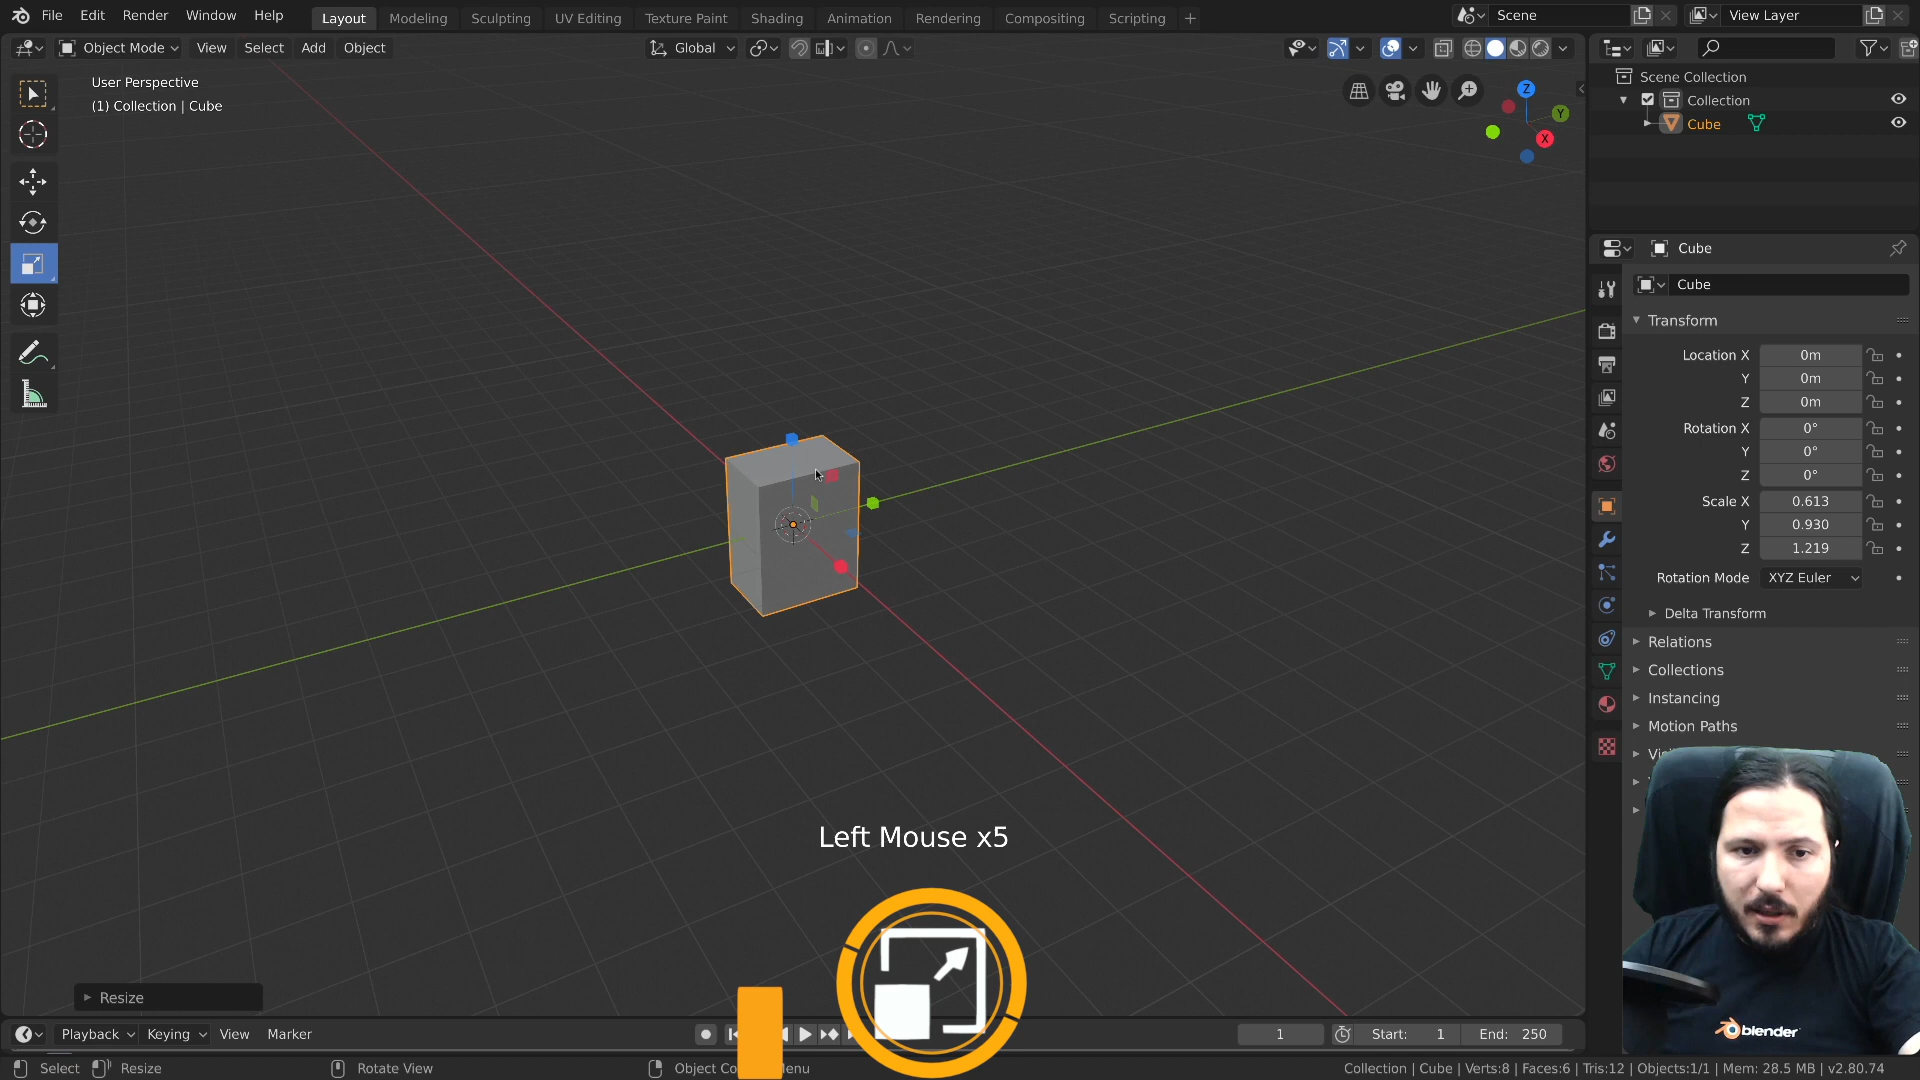 File Edit Render Window Help Layout Modeling Sculpting UV Editing Texture Paint Shading Animation Rendering Compositing Scripting + Scene View Layer
Object Mode View Select Add Object Global
User Perspective
(1) Collection | Cube
Z
Y
X
Scene Collection
Collection
Cube
Cube
Cube
Transform
Location X 0m
Y 0m
Z 0m
Rotation X 0°
Y 0°
Z 0°
Scale X 0.613
Y 0.930
Z 1.219
Rotation Mode XYZ Euler
Delta Transform
Relations
Collections
Instancing
Motion Paths
Left Mouse x5
Resize
blender
Playback Keying View Marker 1 Start: 1 End: 250
Select Resize Rotate View Object Collection | Cube | Verts:8 | Faces:6 | Tris:12 | Objects:1/1 | Mem: 28.5 MB | v2.80.74